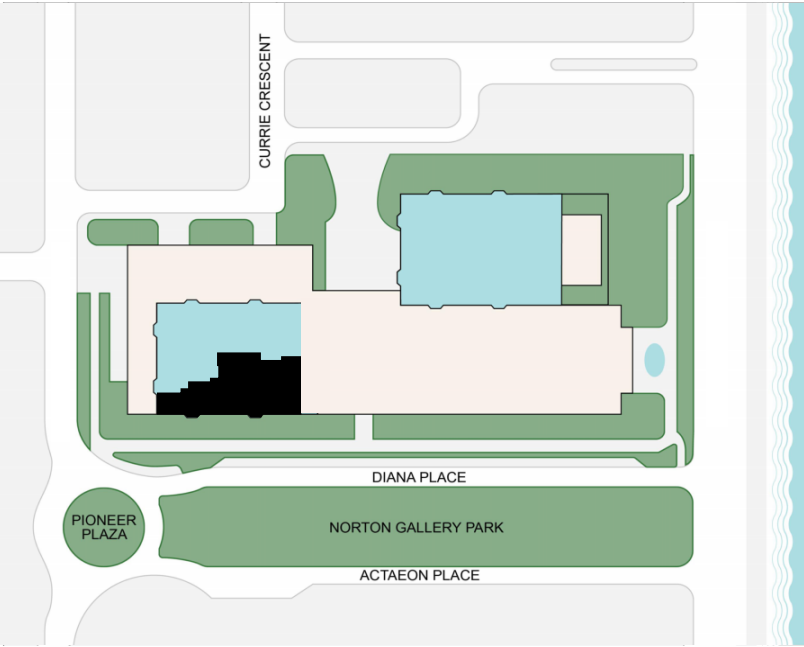 CURRIE CRESCENT
DIANA PLACE
PIONEER
PLAZA
NORTON GALLERY PARK
ACTAEON PLACE